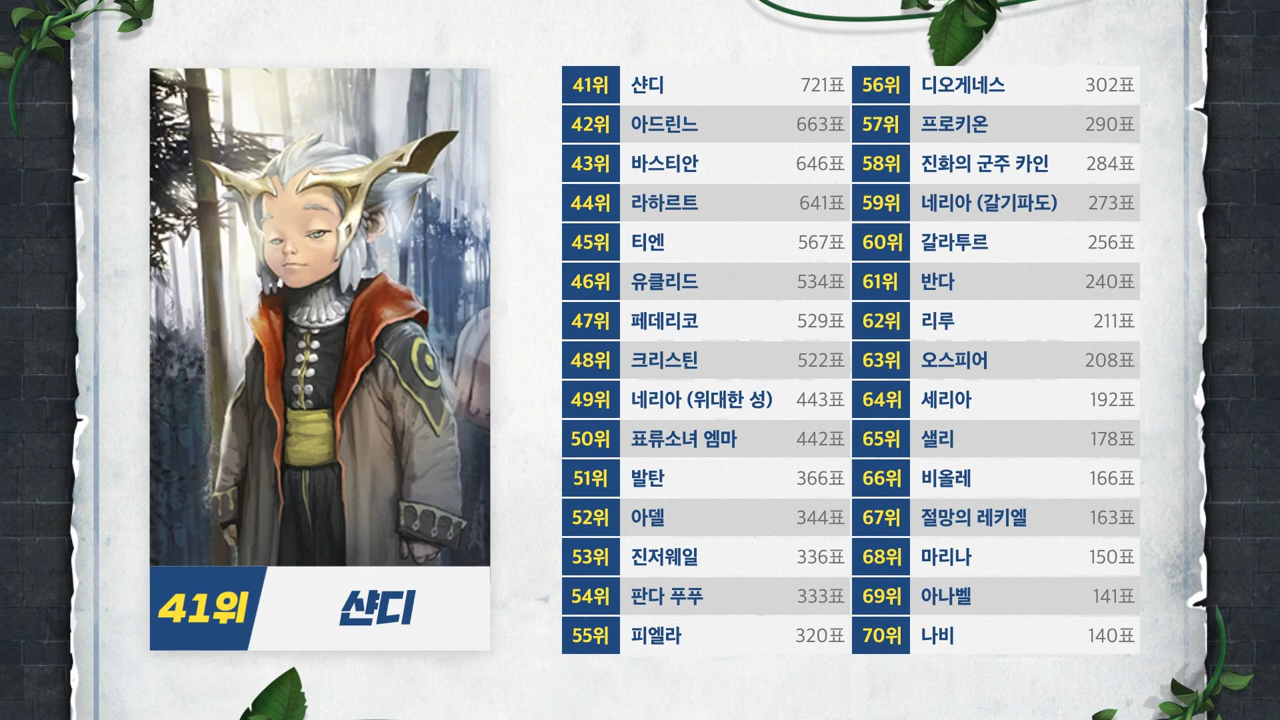 41위 샨디
41위 샨디 721표
42위 아드린느 663표
43위 바스티안 646표
44위 라하르트 641표
45위 티엔 567표
46위 유클리드 534표
47위 페데리코 529표
48위 크리스틴 522표
49위 네리아 (위대한 성) 443표
50위 표류소녀 엠마 442표
51위 발탄 366표
52위 아델 344표
53위 진저웨일 336표
54위 판다 푸푸 333표
55위 피엘라 320표
56위 디오게네스 302표
57위 프로키온 290표
58위 진화의 군주 카인 284표
59위 네리아 (갈기파도) 273표
60위 갈라투르 256표
61위 반다 240표
62위 리루 211표
63위 오스피어 208표
64위 세리아 192표
65위 샐리 178표
66위 비올레 166표
67위 절망의 레키엘 163표
68위 마리나 150표
69위 아나벨 141표
70위 나비 140표